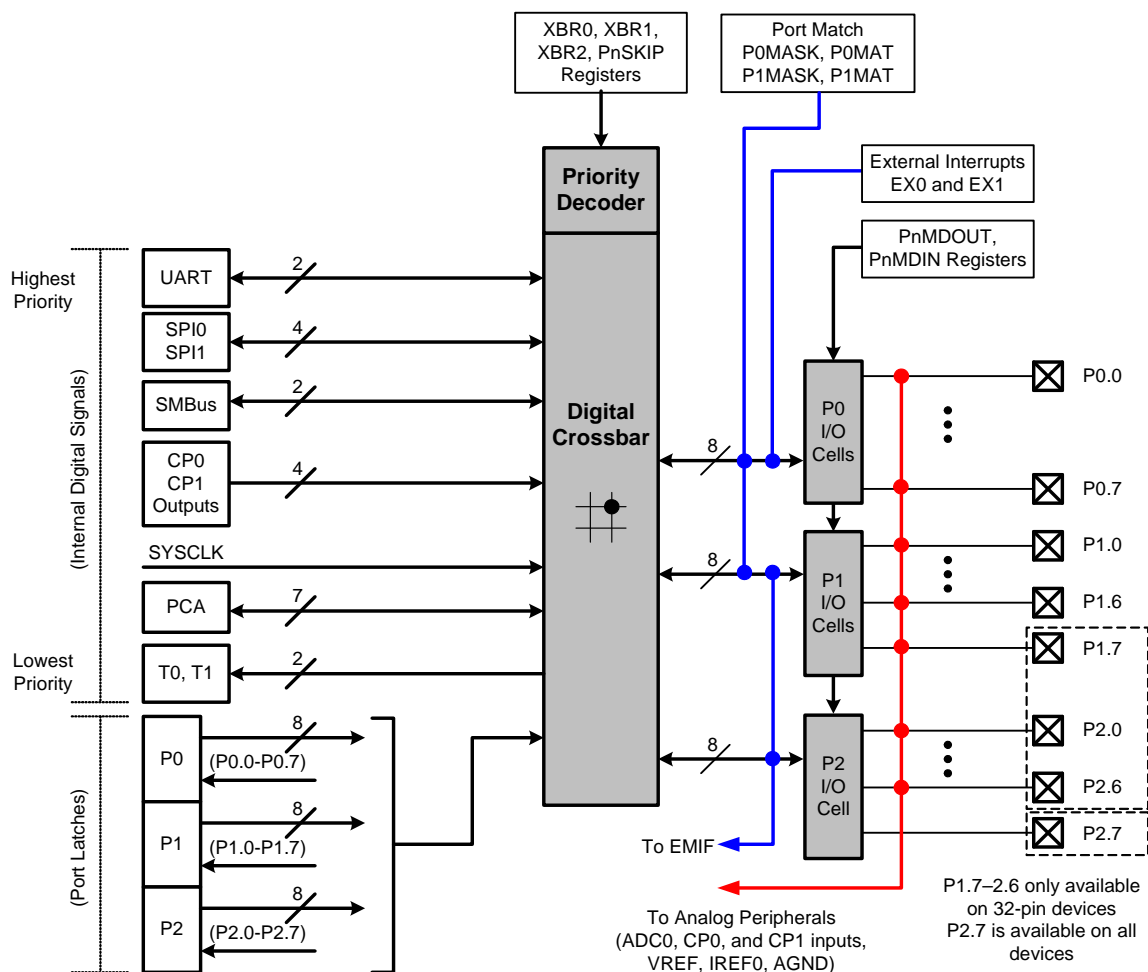 XBR0, XBR1,
XBR2, PnSKIP
Registers
Port Match
P0MASK, P0MAT
P1MASK, P1MAT
External Interrupts
EX0 and EX1
Priority
Decoder
PnMDOUT,
PnMDIN Registers
Highest
Priority
(Internal Digital Signals)
UART
2
SPI0
SPI1
4
SMBus
2
CP0
CP1
Outputs
4
SYSCLK
PCA
7
Lowest
Priority
T0, T1
2
Digital
Crossbar
8
8
8
P0
I/O
Cells
P1
I/O
Cells
P2
I/O
Cell
P0.0
P0.7
P1.0
P1.6
P1.7
P2.0
P2.6
P2.7
(Port Latches)
P0
8
(P0.0-P0.7)
P1
8
(P1.0-P1.7)
P2
8
(P2.0-P2.7)
To EMIF
To Analog Peripherals
(ADC0, CP0, and CP1 inputs,
VREF, IREF0, AGND)
P1.7–2.6 only available
on 32-pin devices
P2.7 is available on all
devices